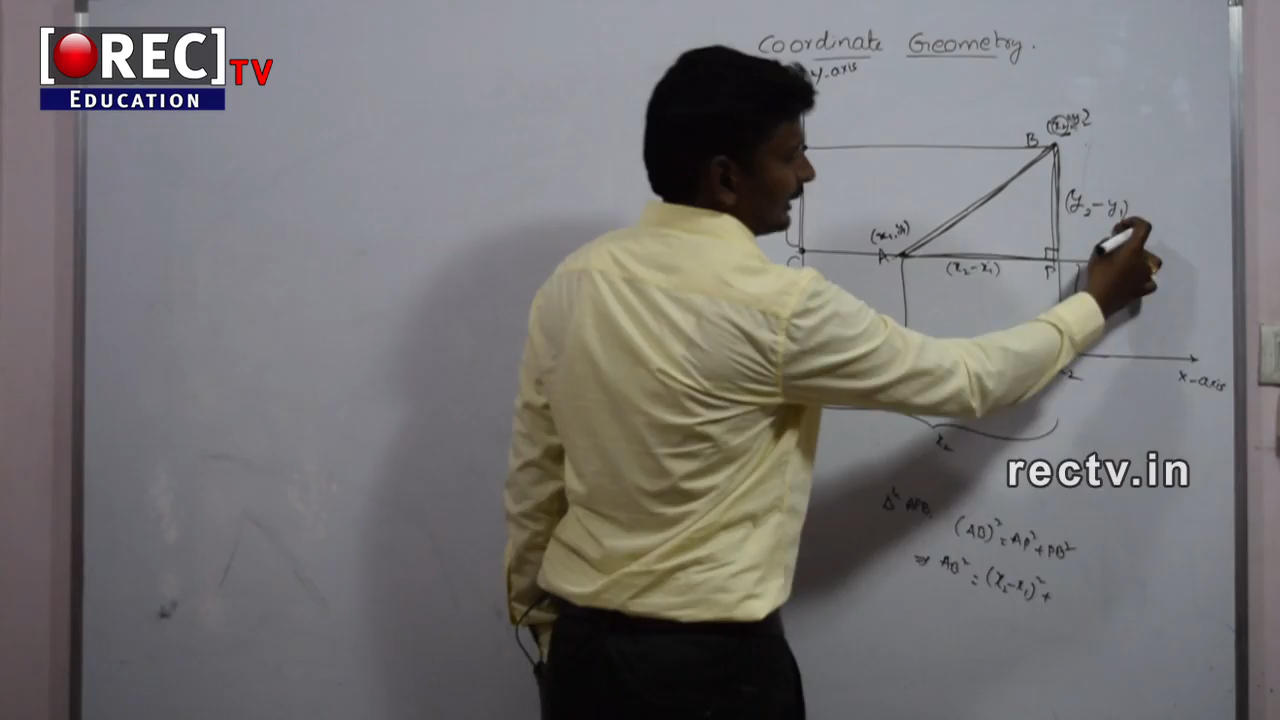 [REC] TV
EDUCATION
Coordinate Geometry.
y-axis
B
(y₂-y₁)
(x₁,y₁)
C
A
(x₂-x₁)
P
x-axis
x₂
rectv.in
APB.
(AB)² = AP² + PB²
⇒ AB² = (x₂-x₁)² +